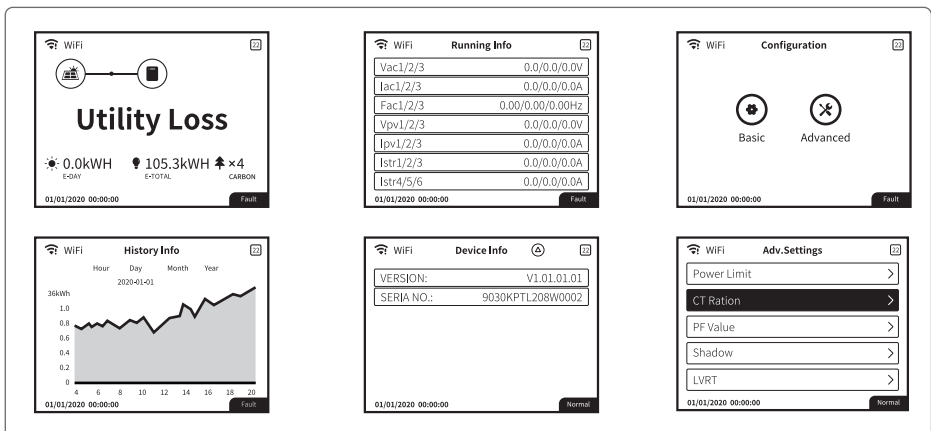 WiFi 22
Utility Loss
0.0kWH 105.3kWH ×4
E-DAY E-TOTAL CARBON
01/01/2020 00:00:00 Fault
WiFi Running Info 22
Vac1/2/3 0.0/0.0/0.0V
Iac1/2/3 0.0/0.0/0.0A
Fac1/2/3 0.00/0.00/0.00Hz
Vpv1/2/3 0.0/0.0/0.0V
Ipv1/2/3 0.0/0.0/0.0A
Istr1/2/3 0.0/0.0/0.0A
Istr4/5/6 0.0/0.0/0.0A
01/01/2020 00:00:00 Fault
WiFi Configuration 22
Basic Advanced
01/01/2020 00:00:00 Fault
WiFi History Info 22
Hour Day Month Year
2020-01-01
36kWh
1.0
0.8
0.6
0.4
0.2
0
4 6 8 10 12 14 16 18 20
01/01/2020 00:00:00 Fault
WiFi Device Info 22
VERSION: V1.01.01.01
SERIA NO.: 9030KPTL208W0002
01/01/2020 00:00:00 Normal
WiFi Adv.Settings 22
Power Limit
CT Ration
PF Value
Shadow
LVRT
01/01/2020 00:00:00 Normal